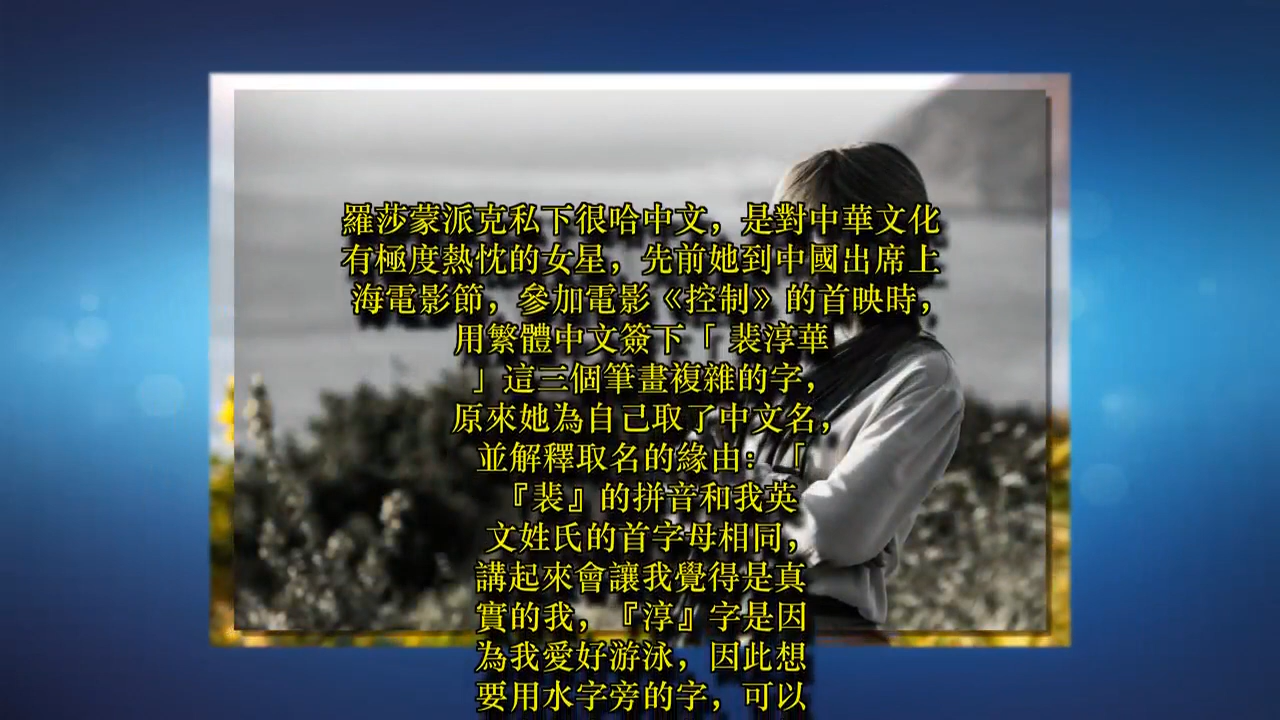 羅莎蒙派克私下很哈中文，是對中華文化
有極度熱忱的女星，先前她到中國出席上
海電影節，參加電影《控制》的首映時，
用繁體中文簽下「 裴淳華
」這三個筆畫複雜的字，
原來她為自己取了中文名，
並解釋取名的緣由：「
『裴』的拼音和我英
文姓氏的首字母相同，
講起來會讓我覺得是真
實的我，『淳』字是因
為我愛好游泳，因此想
要用水字旁的字，可以